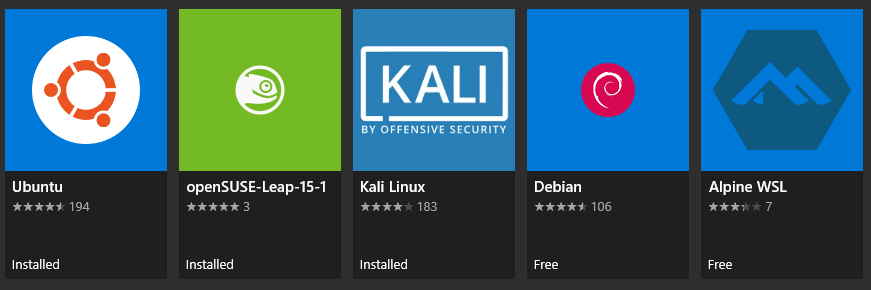 KALI
BY OFFENSIVE SECURITY
Ubuntu
194
Installed
openSUSE-Leap-15-1
3
Installed
Kali Linux
183
Installed
Debian
106
Free
Alpine WSL
7
Free